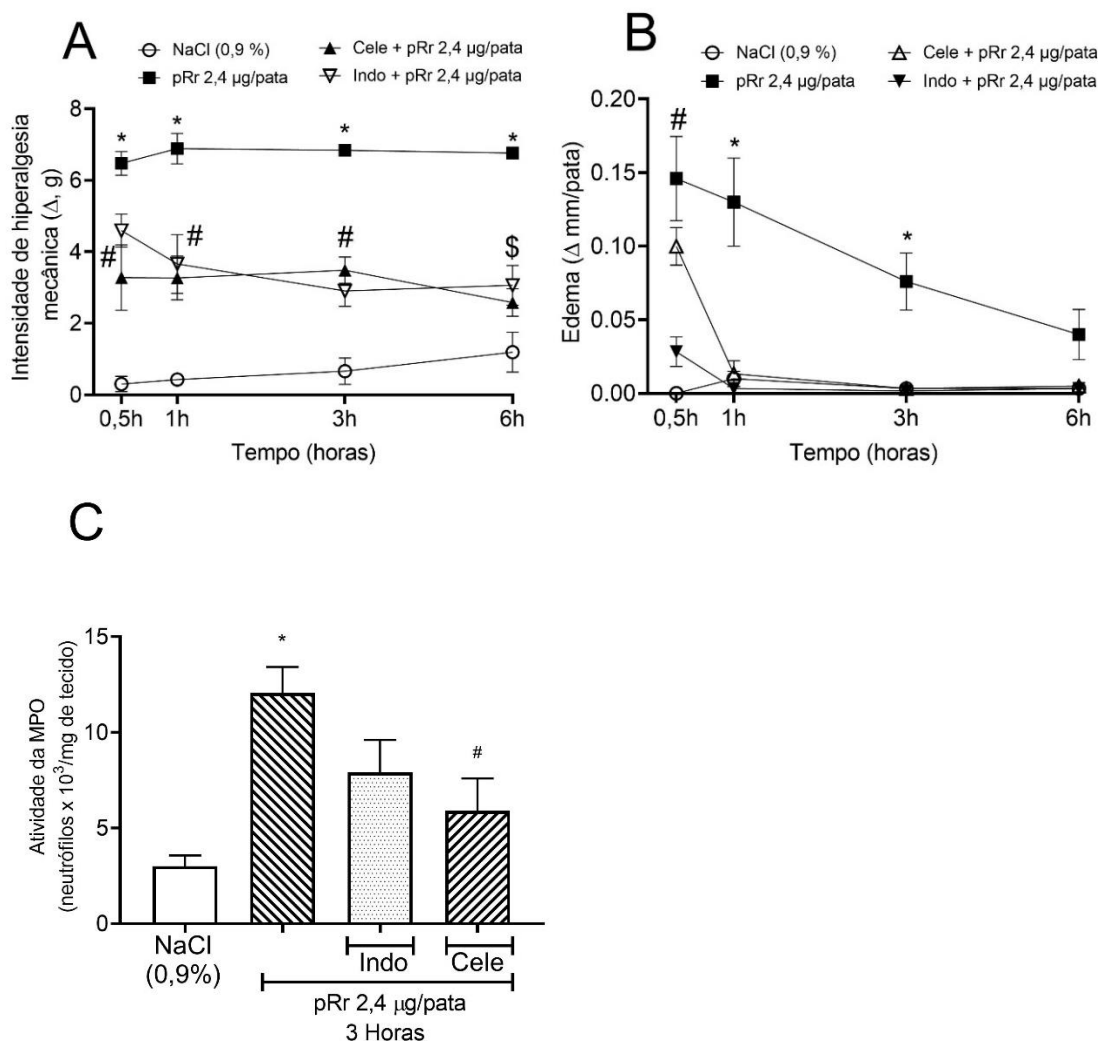 A
NaCl (0,9 %)
Cele + pRr 2,4 µg/pata
pRr 2,4 µg/pata
Indo + pRr 2,4 µg/pata
Intensidade de hiperalgesia
mecânica (Δ, g)
8
6
4
2
0
* * * *
# # # $
0,5h 1h 3h 6h
Tempo (horas)
B
NaCl (0,9 %)
Cele + pRr 2,4 µg/pata
pRr 2,4 µg/pata
Indo + pRr 2,4 µg/pata
Edema (Δ mm/pata)
0.20
0.15
0.10
0.05
0.00
# * *
0,5h 1h 3h 6h
Tempo (horas)
C
Atividade da MPO
(neutrófilos x 10³/mg de tecido)
15
10
5
0
* #
NaCl
(0,9%)
Indo Cele
pRr 2,4 µg/pata
3 Horas